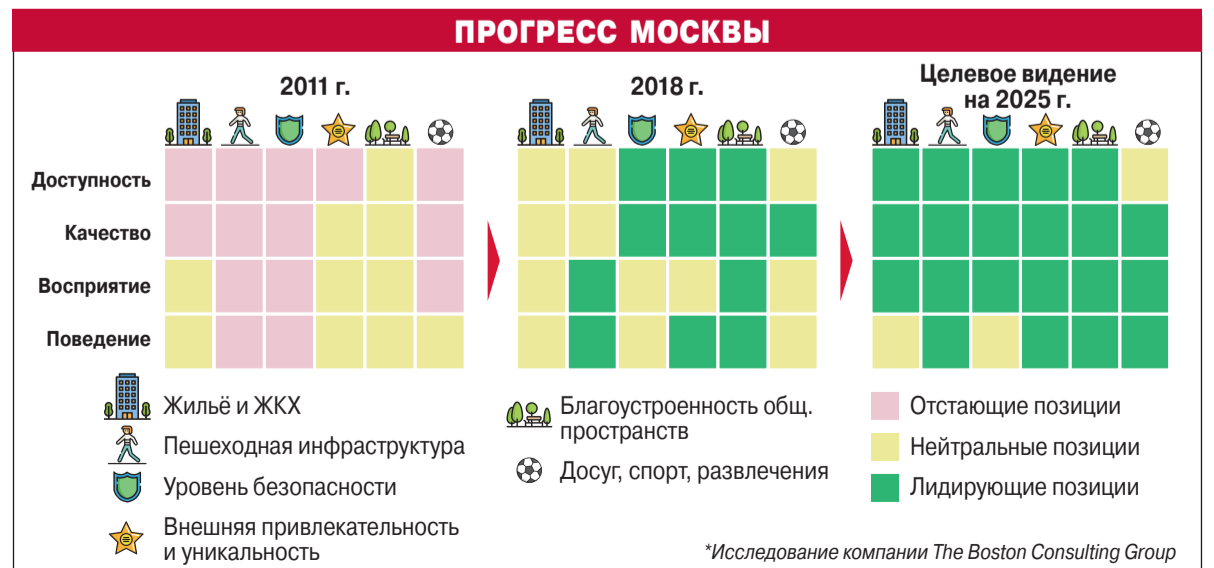 ПРОГРЕСС МОСКВЫ
2011 г.
2018 г.
Целевое видение
на 2025 г.
Доступность
Качество
Восприятие
Поведение
Жильё и ЖКХ
Пешеходная инфраструктура
Уровень безопасности
Внешняя привлекательность
и уникальность
Благоустроенность общ.
пространств
Досуг, спорт, развлечения
Отстающие позиции
Нейтральные позиции
Лидирующие позиции
*Исследование компании The Boston Consulting Group